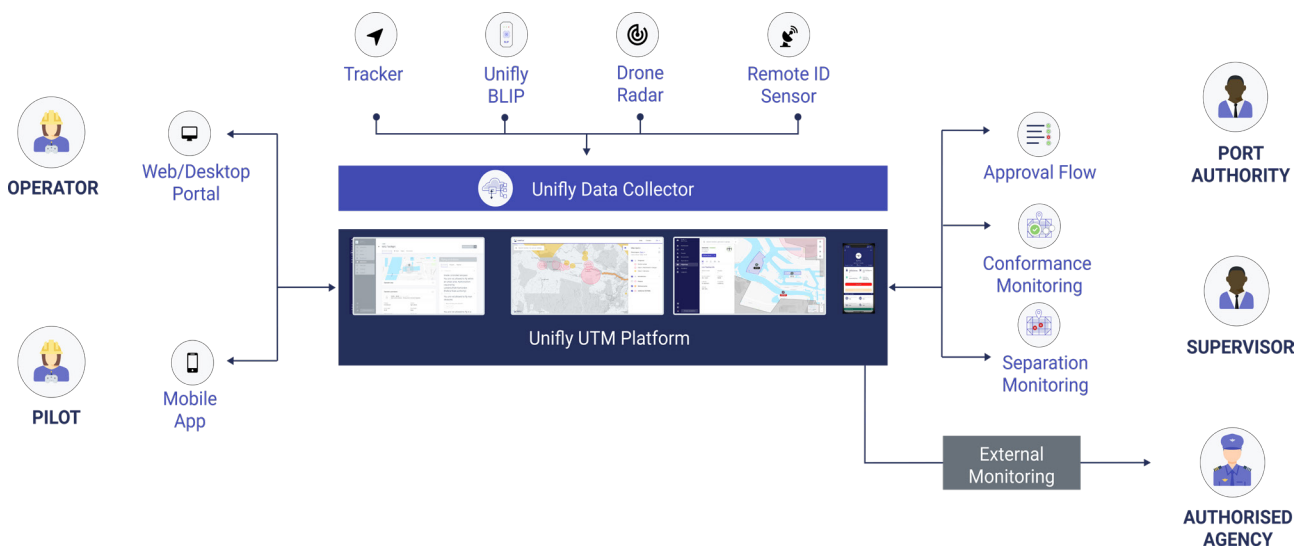 Tracker
Unifly
BLIP
Drone
Radar
Remote ID
Sensor
OPERATOR
Web/Desktop
Portal
Unifly Data Collector
Approval Flow
PORT
AUTHORITY
Conformance
Monitoring
Unifly UTM Platform
PILOT
Mobile
App
Separation
Monitoring
SUPERVISOR
External
Monitoring
AUTHORISED
AGENCY